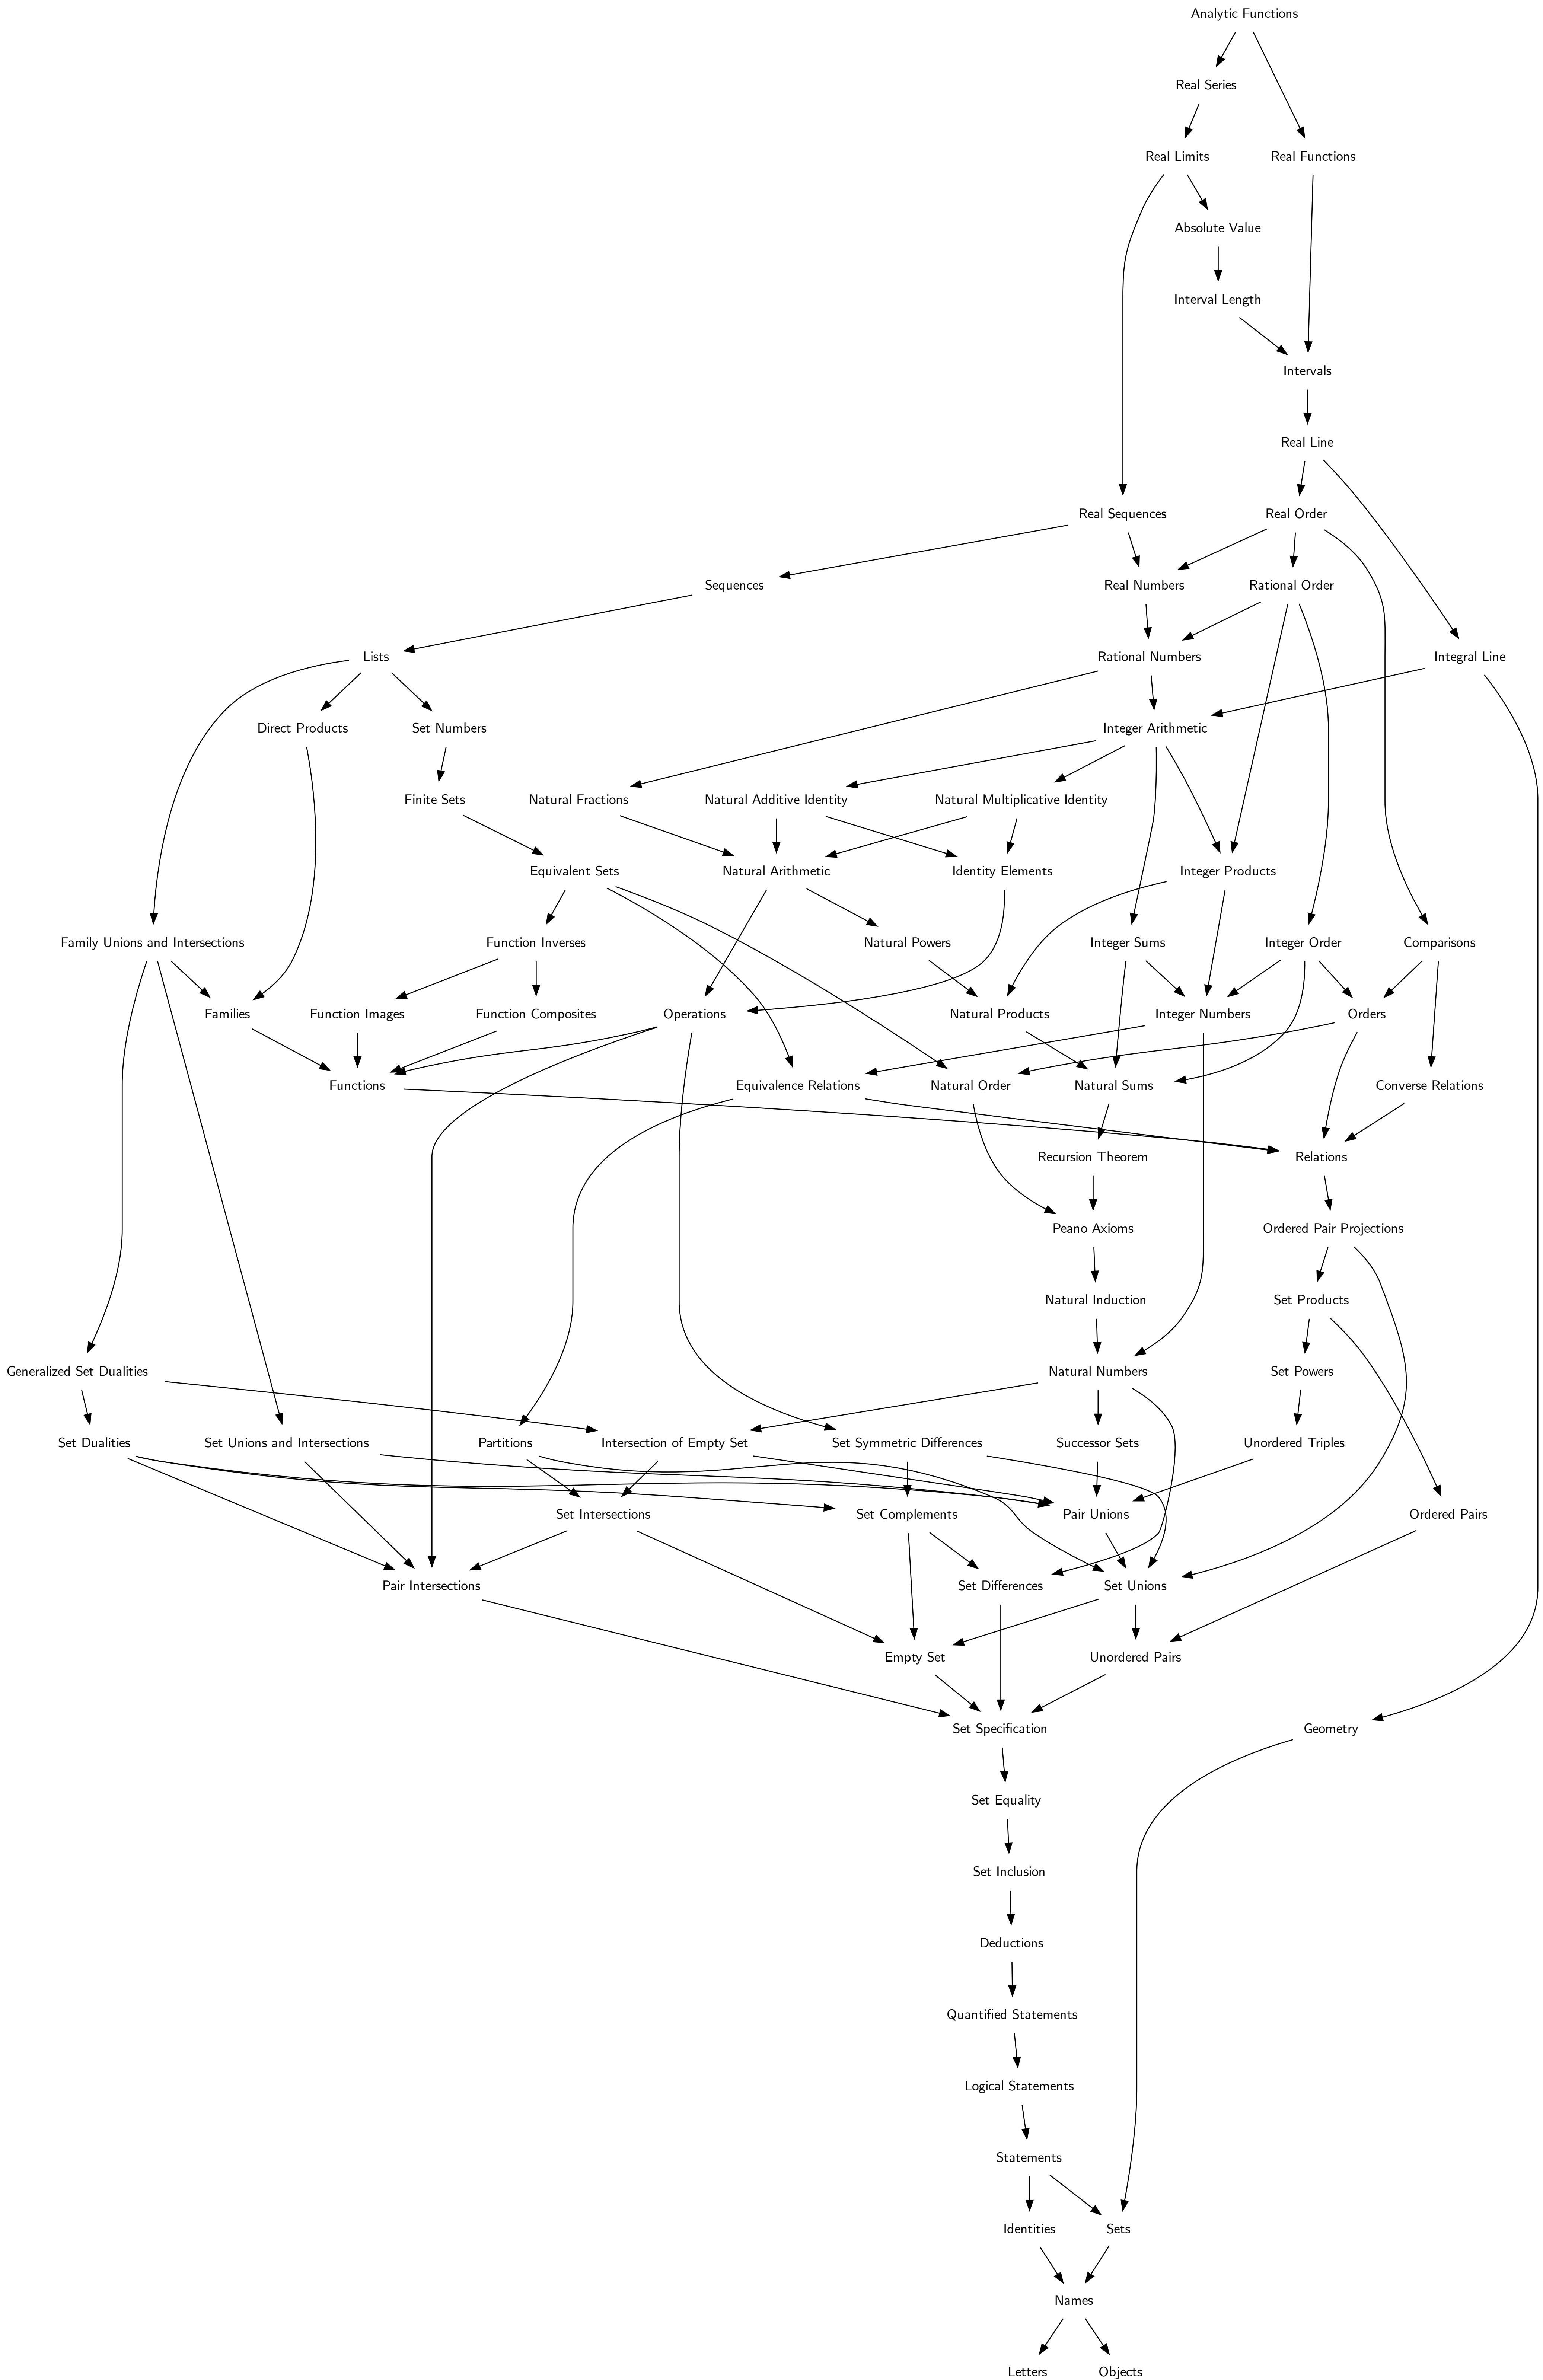 Analytic Functions
Real Series
Real Limits
Real Functions
Absolute Value
Interval Length
Intervals
Real Line
Real Sequences
Real Order
Sequences
Real Numbers
Rational Order
Lists
Rational Numbers
Integral Line
Direct Products
Set Numbers
Integer Arithmetic
Finite Sets
Natural Fractions
Natural Additive Identity
Natural Multiplicative Identity
Equivalent Sets
Natural Arithmetic
Identity Elements
Integer Products
Family Unions and Intersections
Function Inverses
Natural Powers
Integer Sums
Integer Order
Comparisons
Families
Function Images
Function Composites
Operations
Natural Products
Integer Numbers
Orders
Functions
Equivalence Relations
Natural Order
Natural Sums
Converse Relations
Recursion Theorem
Relations
Peano Axioms
Ordered Pair Projections
Natural Induction
Set Products
Generalized Set Dualities
Natural Numbers
Set Powers
Set Dualities
Set Unions and Intersections
Partitions
Intersection of Empty Set
Set Symmetric Differences
Successor Sets
Unordered Triples
Set Intersections
Set Complements
Pair Unions
Ordered Pairs
Pair Intersections
Set Differences
Set Unions
Empty Set
Unordered Pairs
Set Specification
Geometry
Set Equality
Set Inclusion
Deductions
Quantified Statements
Logical Statements
Statements
Identities
Sets
Names
Letters
Objects